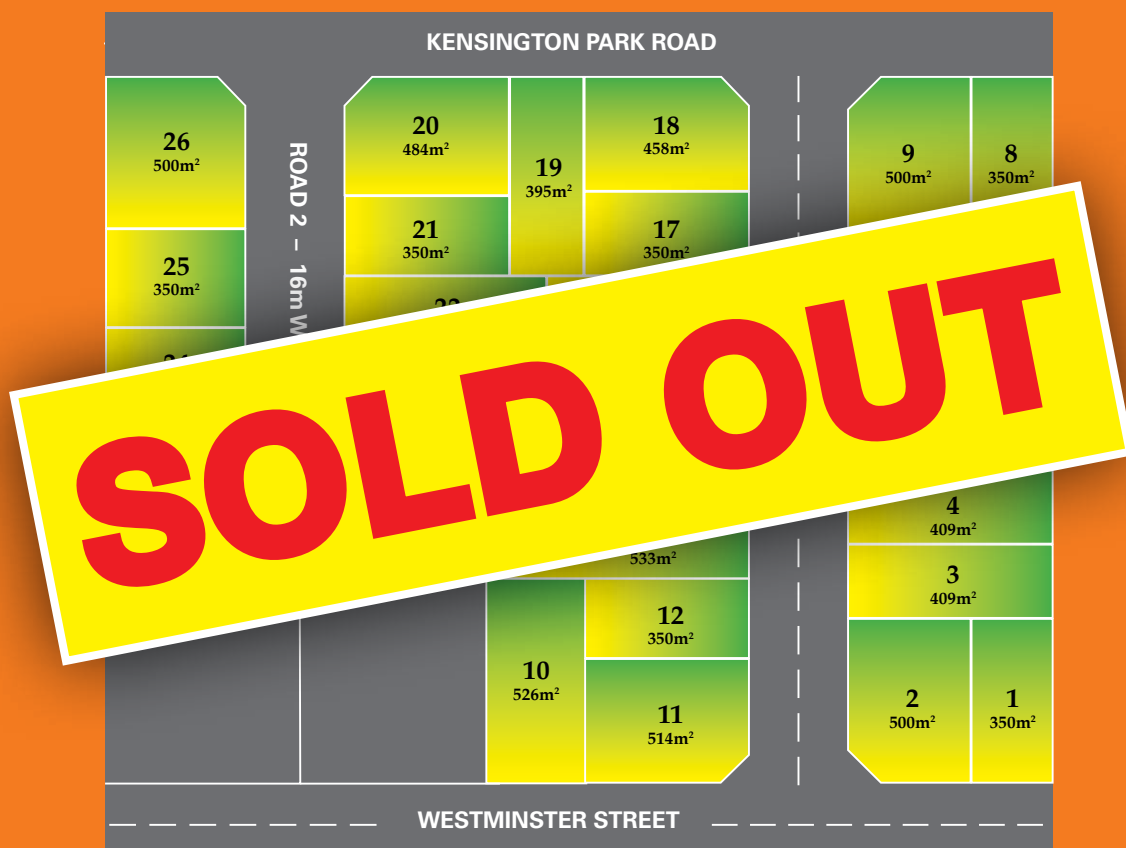 KENSINGTON PARK ROAD
26
500m²
25
350m²
ROAD 2 – 16m
20
484m²
21
350m²
19
395m²
18
458m²
17
350m²
9
500m²
8
350m²
SOLD OUT
4
409m²
3
409m²
533m²
12
350m²
10
526m²
11
514m²
2
500m²
1
350m²
WESTMINSTER STREET